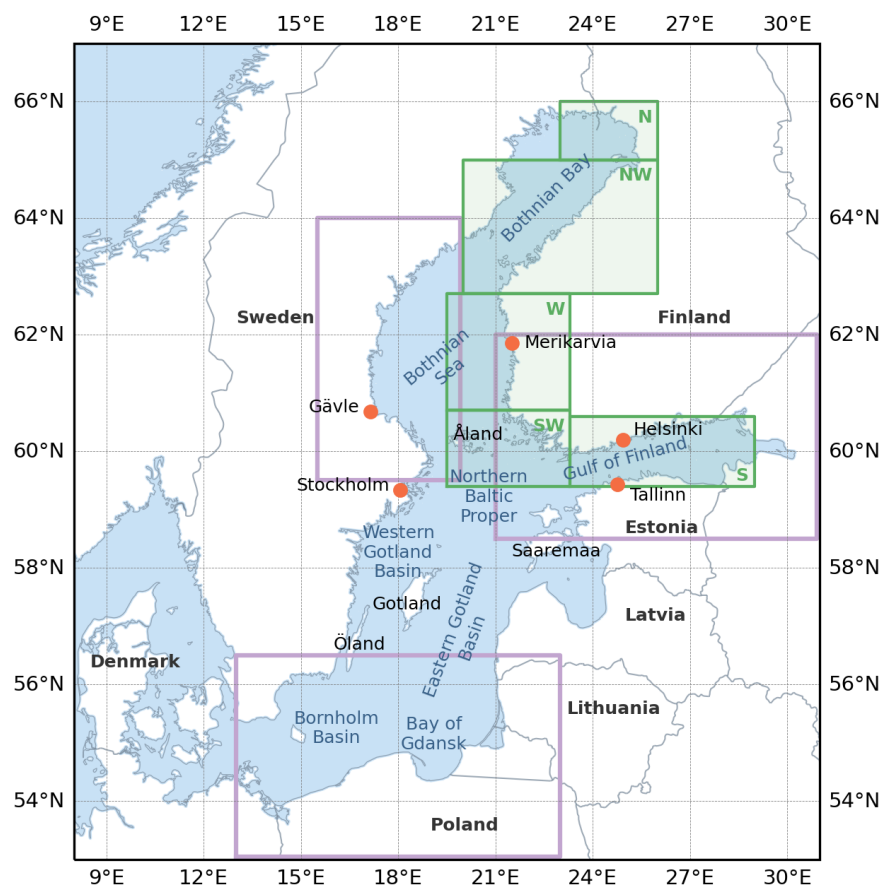 9°E 12°E 15°E 18°E 21°E 24°E 27°E 30°E
66°N 66°N
N
NW
Bothnian Bay
64°N 64°N
W
Sweden Finland
62°N 62°N
Merikarvia
Bothnian
Sea
Gävle
SW
Åland
Helsinki
60°N 60°N
Gulf of Finland
S
Stockholm
Northern
Baltic
Proper
Tallinn
Estonia
Western
Gotland
Basin
Saaremaa
58°N 58°N
Gotland
Eastern Gotland
Basin
Latvia
Öland
Denmark
56°N 56°N
Lithuania
Bornholm
Basin
Bay of
Gdansk
54°N 54°N
Poland
9°E 12°E 15°E 18°E 21°E 24°E 27°E 30°E